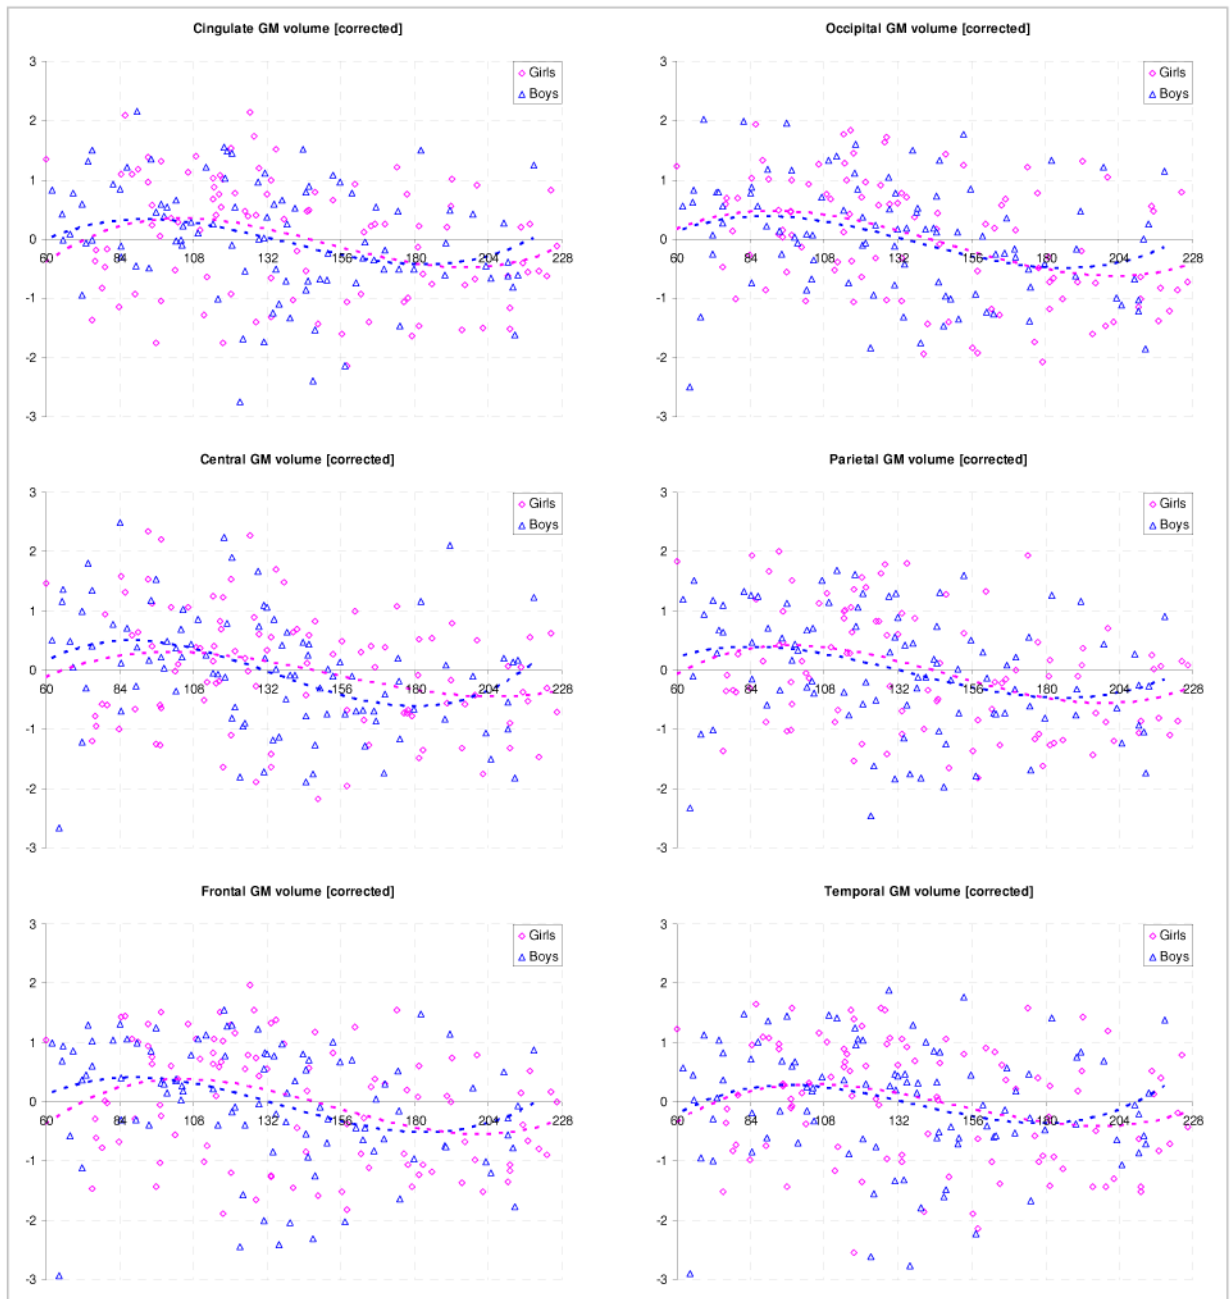 Cingulate GM volume [corrected]
3
2
1
0
-1
-2
-3
60 84 108 132 156 180 204 228
Girls
Boys
Occipital GM volume [corrected]
3
2
1
0
-1
-2
-3
60 84 108 132 156 180 204 228
Girls
Boys
Central GM volume [corrected]
3
2
1
0
-1
-2
-3
60 84 108 132 156 180 204 228
Girls
Boys
Parietal GM volume [corrected]
3
2
1
0
-1
-2
-3
60 84 108 132 156 180 204 228
Girls
Boys
Frontal GM volume [corrected]
3
2
1
0
-1
-2
-3
60 84 108 132 156 180 204 228
Girls
Boys
Temporal GM volume [corrected]
3
2
1
0
-1
-2
-3
60 84 108 132 156 180 204 228
Girls
Boys